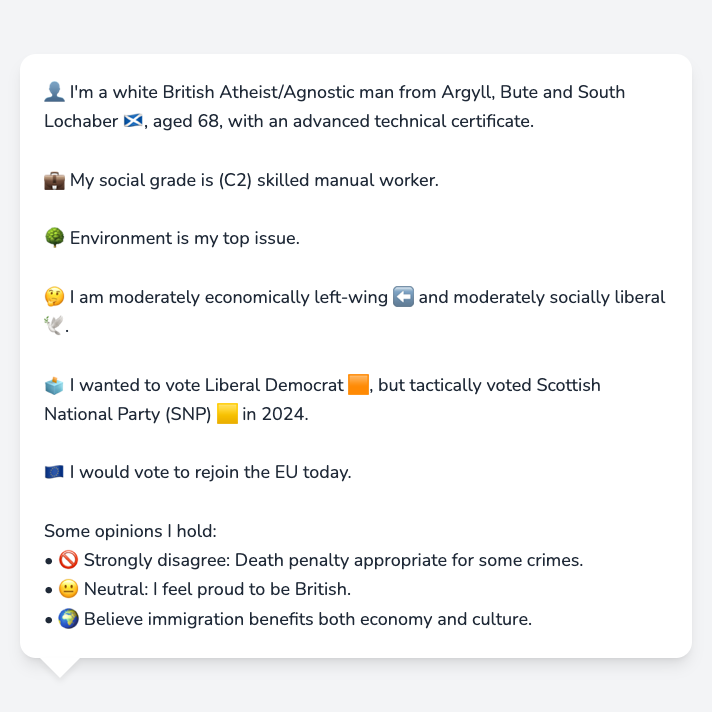 👤 I'm a white British Atheist/Agnostic man from Argyll, Bute and South
Lochaber 🏴󠁧󠁢󠁳󠁣󠁴󠁿, aged 68, with an advanced technical certificate.
💼 My social grade is (C2) skilled manual worker.
🌳 Environment is my top issue.
🤔 I am moderately economically left-wing ⬅️ and moderately socially liberal
🕊️.
🗳️ I wanted to vote Liberal Democrat 🟧, but tactically voted Scottish
National Party (SNP) 🟨 in 2024.
🇪🇺 I would vote to rejoin the EU today.
Some opinions I hold:
• 🚫 Strongly disagree: Death penalty appropriate for some crimes.
• 😐 Neutral: I feel proud to be British.
• 🌍 Believe immigration benefits both economy and culture.